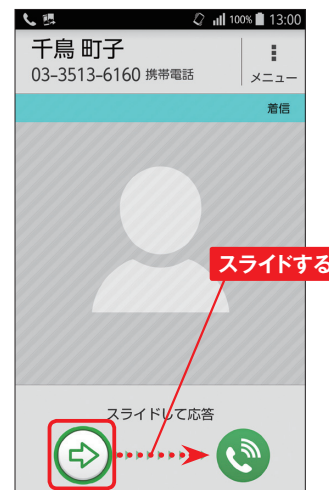 100% 13:00
千鳥 町子
03-3513-6160 携帯電話
メニュー
着信
スライドする
スライドして応答